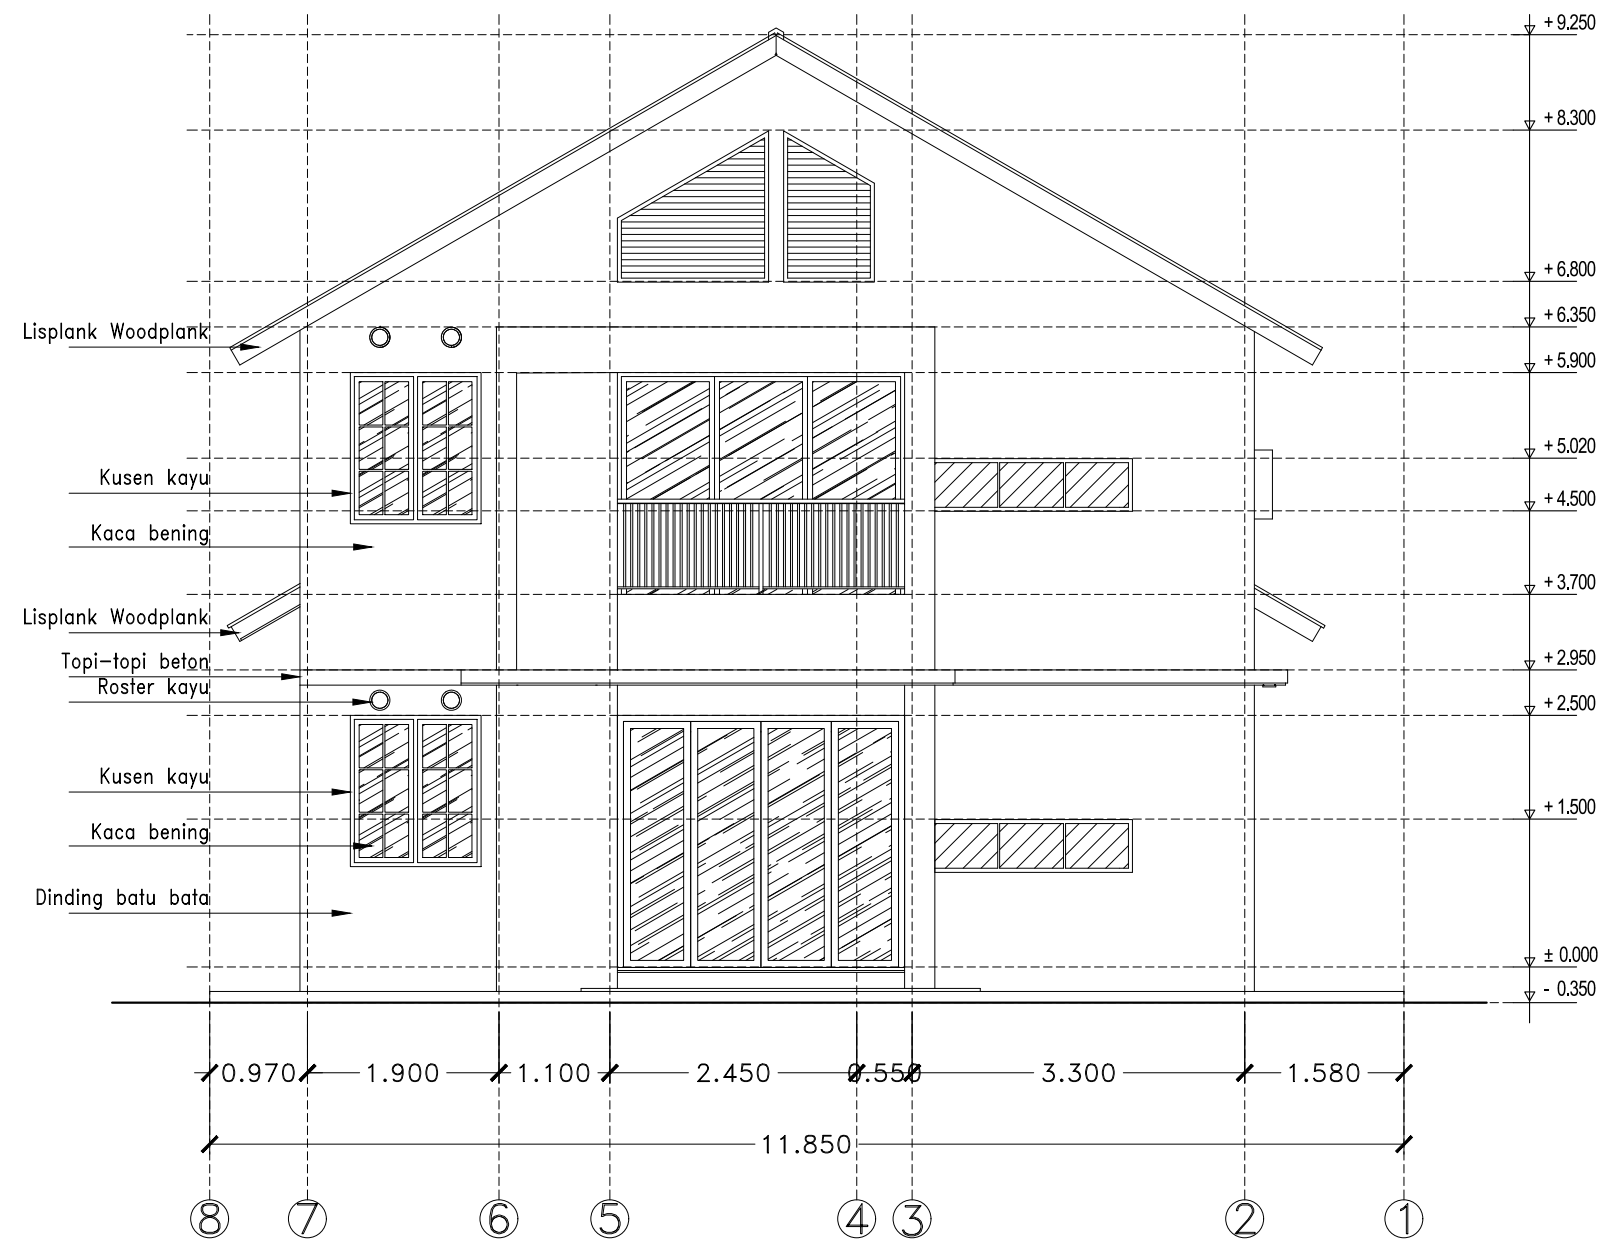 + 9.250
+ 8.300
+ 6.800
+ 6.350
Lisplank Woodplank
+ 5.900
+ 5.020
Kusen kayu
+ 4.500
Kaca bening
+ 3.700
Lisplank Woodplank
+ 2.950
Topi-topi beton
Roster kayu
+ 2.500
Kusen kayu
+ 1.500
Kaca bening
Dinding batu bata
± 0.000
- 0.350
0.970 1.900 1.100 2.450 0.550 3.300 1.580
11.850
8 7 6 5 4 3 2 1